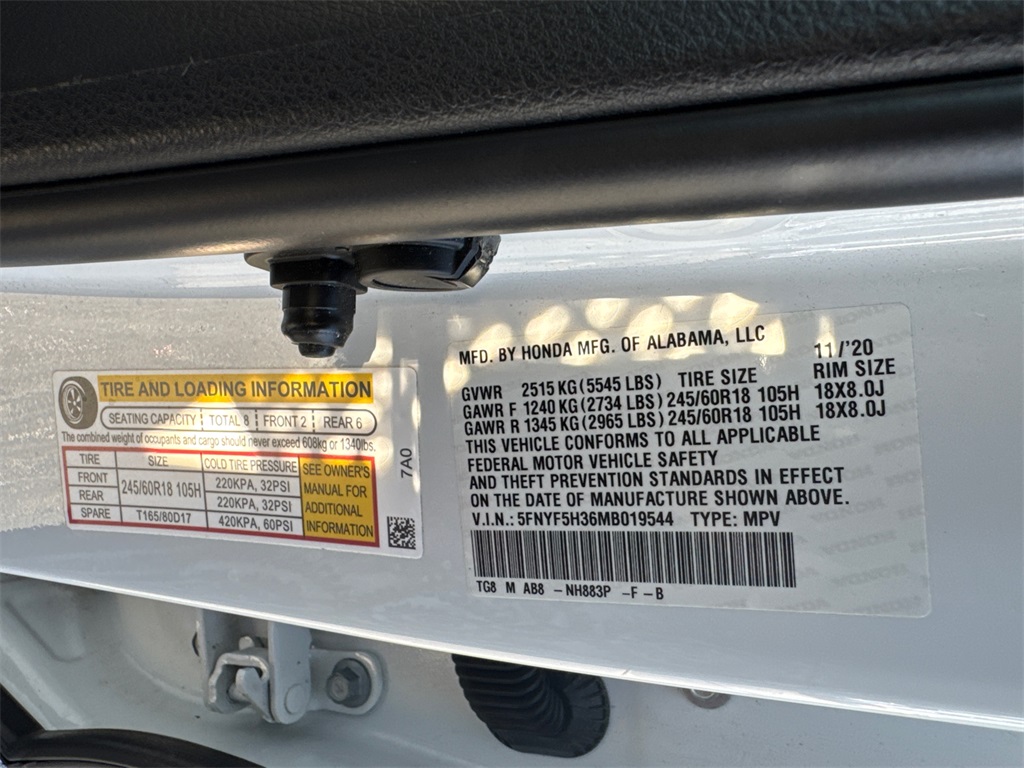 TIRE AND LOADING INFORMATION
SEATING CAPACITY TOTAL 8 FRONT 2 REAR 6
The combined weight of occupants and cargo should never exceed 608kg or 1340lbs.
TIRE SIZE COLD TIRE PRESSURE SEE OWNER'S MANUAL FOR ADDITIONAL INFORMATION
FRONT 245/60R18 105H 220KPA, 32PSI
REAR 220KPA, 32PSI
SPARE T165/80D17 420KPA, 60PSI
7A0
MFD. BY HONDA MFG. OF ALABAMA, LLC 11/'20
GVWR 2515 KG (5545 LBS) TIRE SIZE RIM SIZE
GAWR F 1240 KG (2734 LBS) 245/60R18 105H 18X8.0J
GAWR R 1345 KG (2965 LBS) 245/60R18 105H 18X8.0J
THIS VEHICLE CONFORMS TO ALL APPLICABLE
FEDERAL MOTOR VEHICLE SAFETY
AND THEFT PREVENTION STANDARDS IN EFFECT
ON THE DATE OF MANUFACTURE SHOWN ABOVE.
V.I.N.: 5FNYF5H36MB019544 TYPE: MPV
TG8 M AB8 -NH883P -F-B